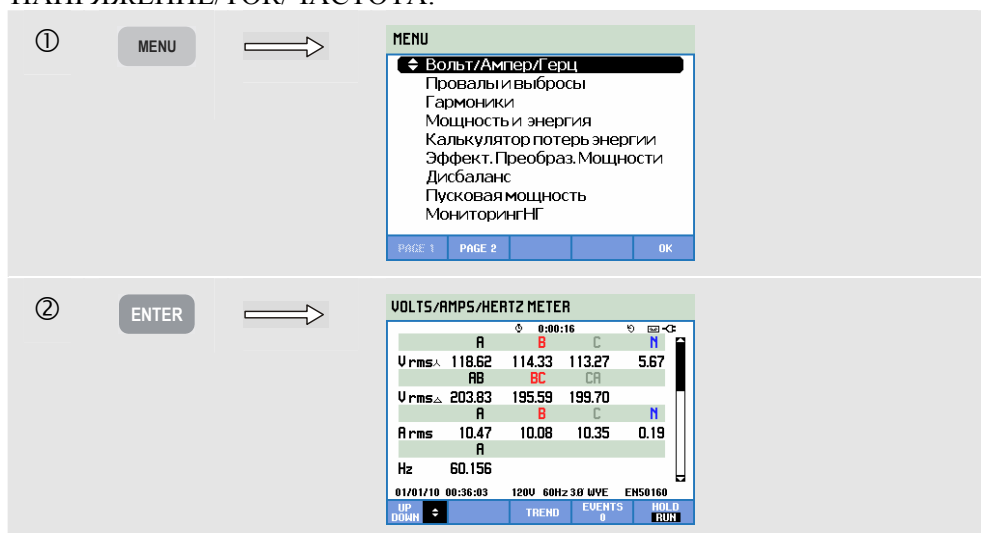 НАПРЯЖЕНИЕ/ТОК/ЧАСТОТА:
① MENU
MENU
Вольт/Ампер/Герц
Провалы и выбросы
Гармоники
Мощность и энергия
Калькулятор потерь энергии
Эффект. Преобраз. Мощности
Дисбаланс
Пусковая мощность
МониторингНГ
PAGE 1 PAGE 2 OK
② ENTER
VOLTS/AMPS/HERTZ METER
0:00:16
A B C N
V rms 118.62 114.33 113.27 5.67
AB BC CA
V rms 203.83 195.59 199.70
A B C N
A rms 10.47 10.08 10.35 0.19
A
Hz 60.156
01/01/10 00:36:03 120V 60Hz 3Ø WYE EN50160
UP DOWN TREND EVENTS 0 HOLD RUN